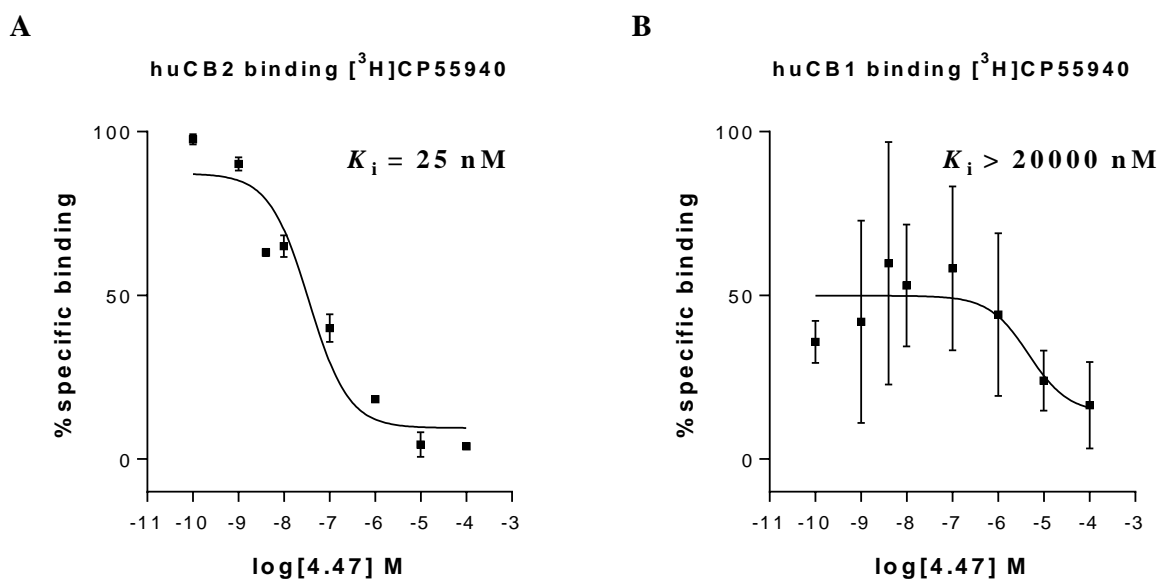 A
huCB2 binding [³H]CP55940
100
50
0
%specific binding
Kᵢ = 25 nM
-11 -10 -9 -8 -7 -6 -5 -4 -3
log[4.47] M
B
huCB1 binding [³H]CP55940
100
50
0
%specific binding
Kᵢ > 20000 nM
-11 -10 -9 -8 -7 -6 -5 -4 -3
log[4.47] M